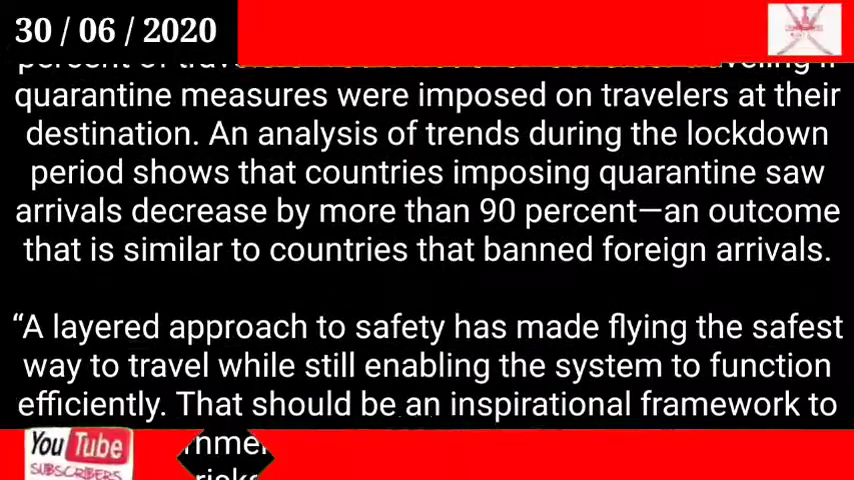 30 / 06 / 2020
percent of
quarantine measures were imposed on travelers at their
destination. An analysis of trends during the lockdown
period shows that countries imposing quarantine saw
arrivals decrease by more than 90 percent—an outcome
that is similar to countries that banned foreign arrivals.
“A layered approach to safety has made flying the safest
way to travel while still enabling the system to function
efficiently. That should be an inspirational framework to
You Tube
SUBSCRIBERS